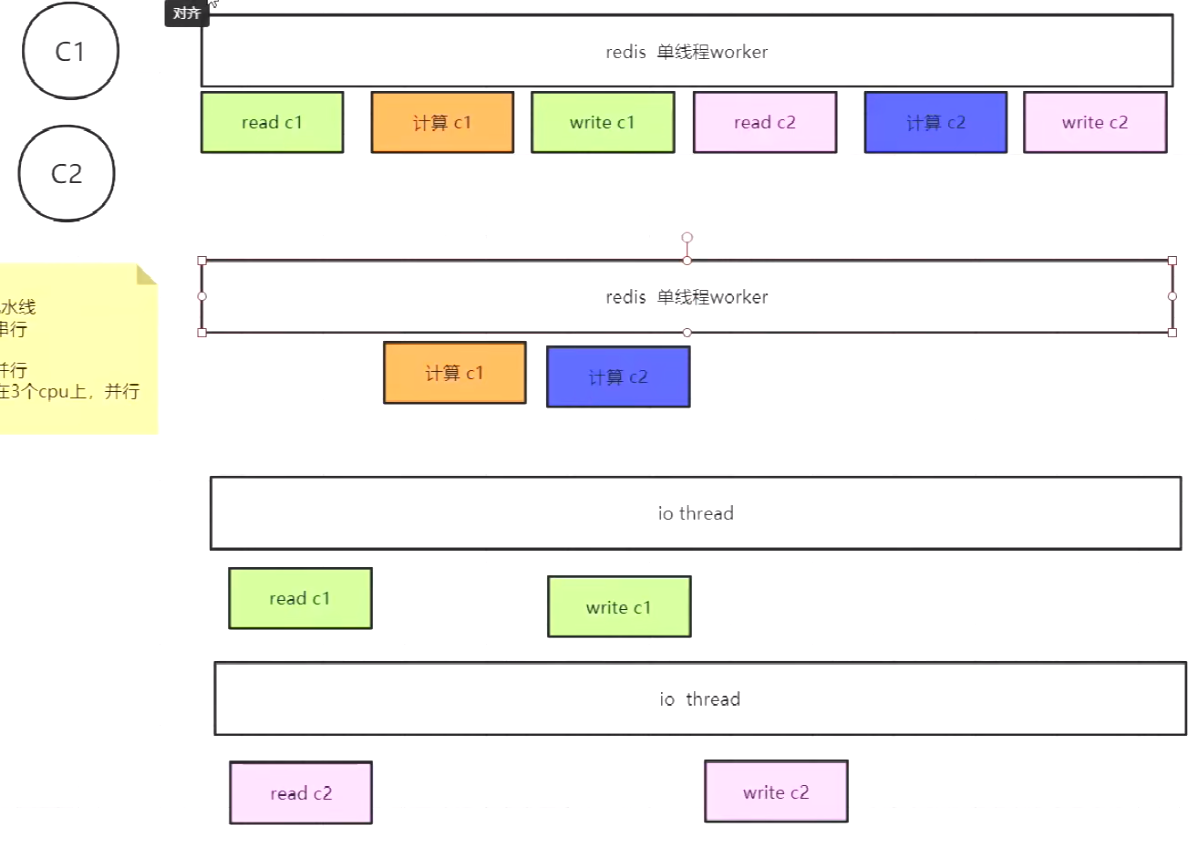 对齐
C1
redis 单线程worker
read c1
计算 c1
write c1
read c2
计算 c2
write c2
C2
redis 单线程worker
水线
串行
并行
在3个cpu上，并行
计算 c1
计算 c2
io thread
read c1
write c1
io thread
read c2
write c2